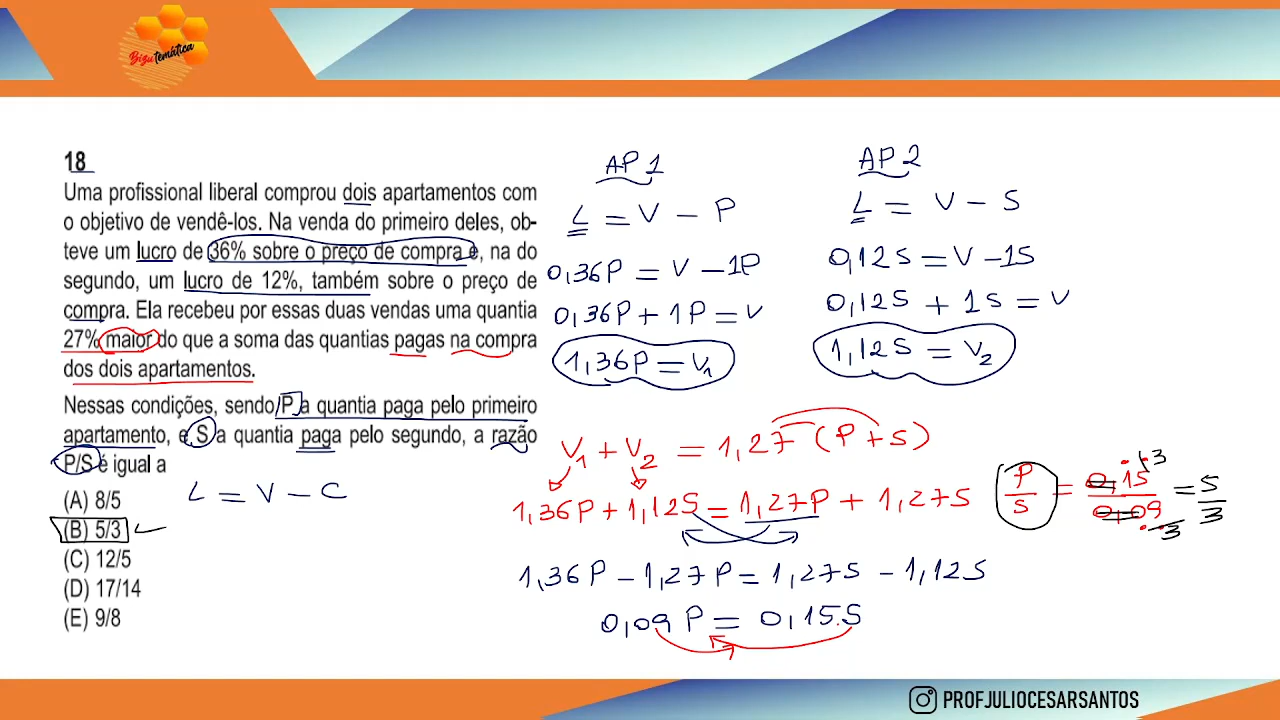 Bizutemática
18
Uma profissional liberal comprou dois apartamentos com
o objetivo de vendê-los. Na venda do primeiro deles, ob-
teve um lucro de 36% sobre o preço de compra e, na do
segundo, um lucro de 12%, também sobre o preço de
compra. Ela recebeu por essas duas vendas uma quantia
27% maior do que a soma das quantias pagas na compra
dos dois apartamentos.
Nessas condições, sendo P a quantia paga pelo primeiro
apartamento, e S a quantia paga pelo segundo, a razão
P/S é igual a
(A) 8/5
(B) 5/3
(C) 12/5
(D) 17/14
(E) 9/8
L = V - C
AP 1
L = V - P
0,36P = V - 1P
0,36P + 1P = V
1,36P = V1
AP 2
L = V - S
0,12S = V - 1S
0,12S + 1S = V
1,12S = V2
V1 + V2 = 1,27 (P + S)
1,36P + 1,12S = 1,27P + 1,27S
1,36P - 1,27P = 1,27S - 1,12S
0,09P = 0,15.S
P/S = 0,15÷3/0,09÷3 = 5/3
PROFJULIOCESARSANTOS